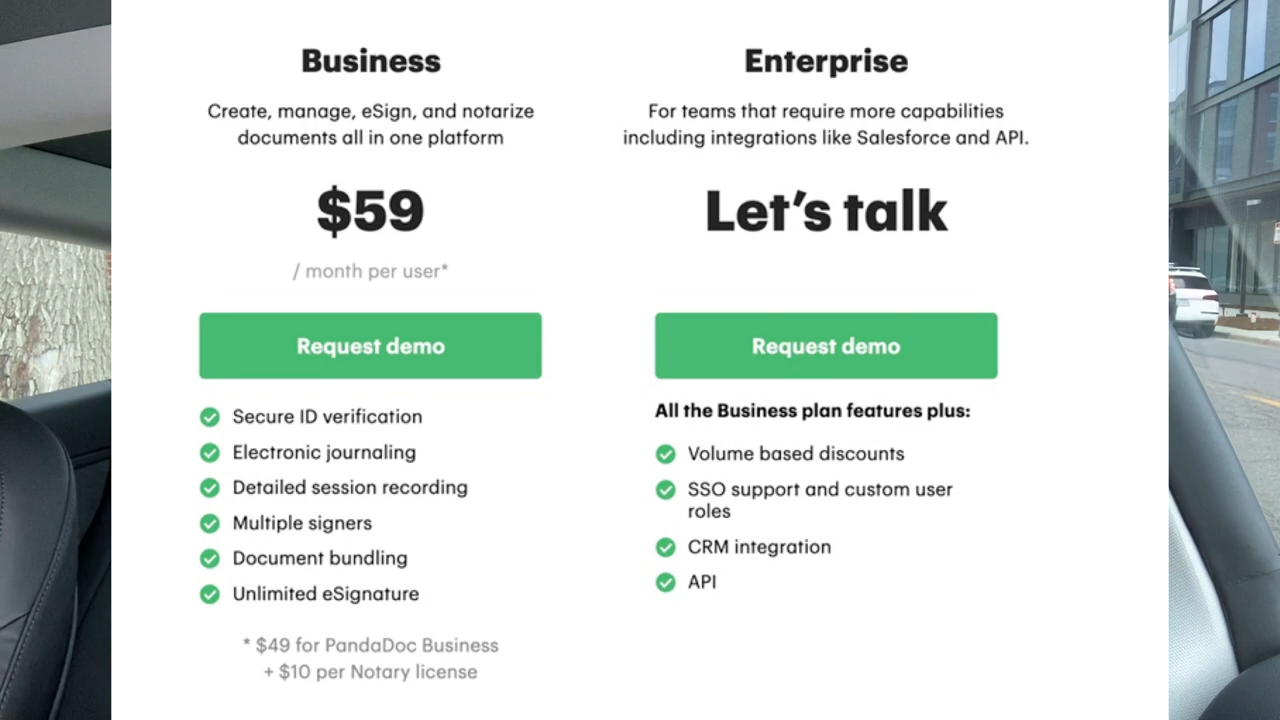 Business
Create, manage, eSign, and notarize
documents all in one platform
$59
/ month per user*
Request demo
Secure ID verification
Electronic journaling
Detailed session recording
Multiple signers
Document bundling
Unlimited eSignature
* $49 for PandaDoc Business
+ $10 per Notary license
Enterprise
For teams that require more capabilities
including integrations like Salesforce and API.
Let’s talk
Request demo
All the Business plan features plus:
Volume based discounts
SSO support and custom user
roles
CRM integration
API